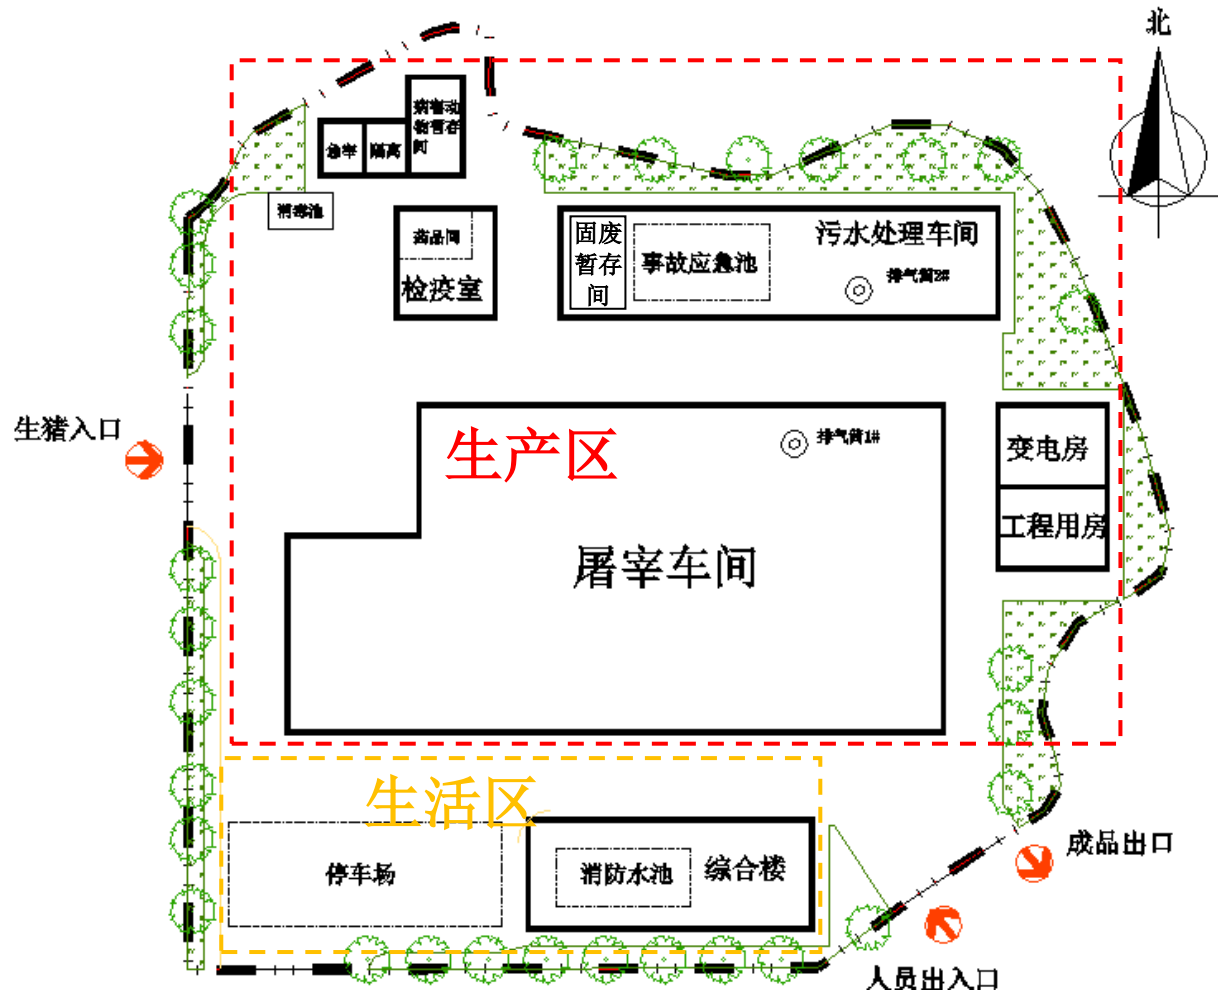 北
病害动
物暂存
间
急宰
隔离
消毒池
药品间
检疫室
固废
暂存
间
事故应急池
污水处理车间
排气筒2#
生猪入口
生产区
排气筒1#
变电房
工程用房
屠宰车间
生活区
停车场
消防水池
综合楼
成品出口
人员出入口